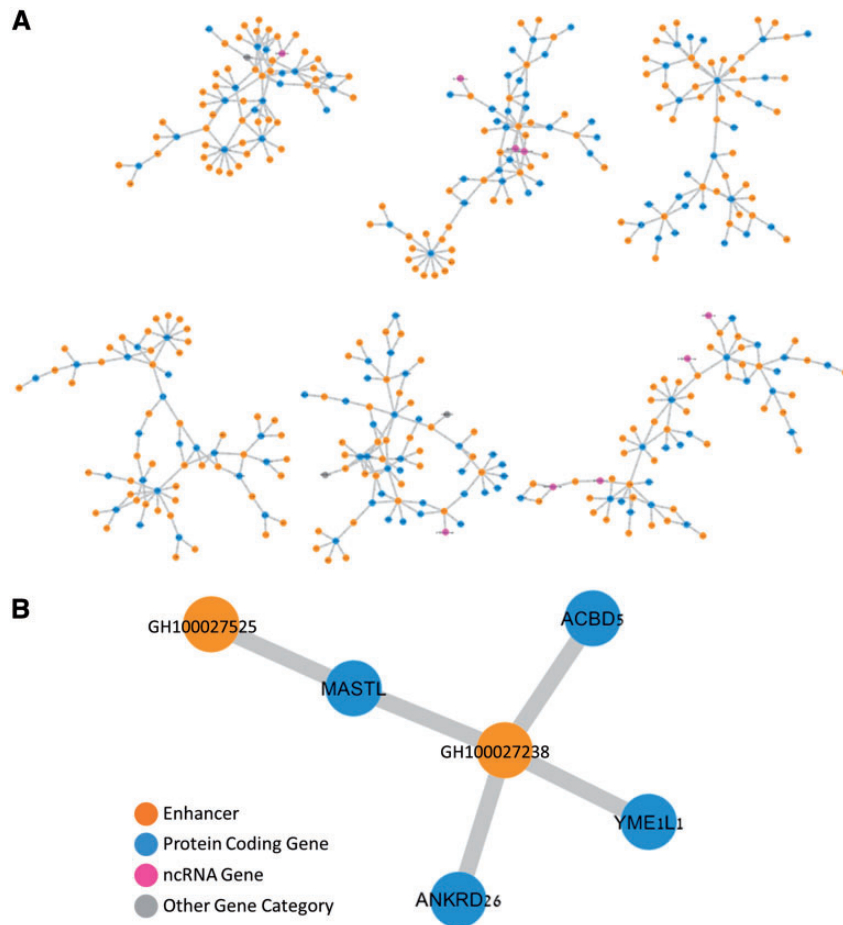 A
B
GH100027525
ACBD5
MASTL
GH100027238
YME1L1
ANKRD26
Enhancer
Protein Coding Gene
ncRNA Gene
Other Gene Category